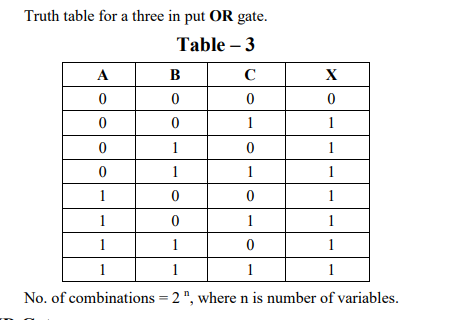 Truth table for a three in put OR gate.
Table – 3
A B C X
0 0 0 0
0 0 1 1
0 1 0 1
0 1 1 1
1 0 0 1
1 0 1 1
1 1 0 1
1 1 1 1
No. of combinations = 2 ⁿ, where n is number of variables.